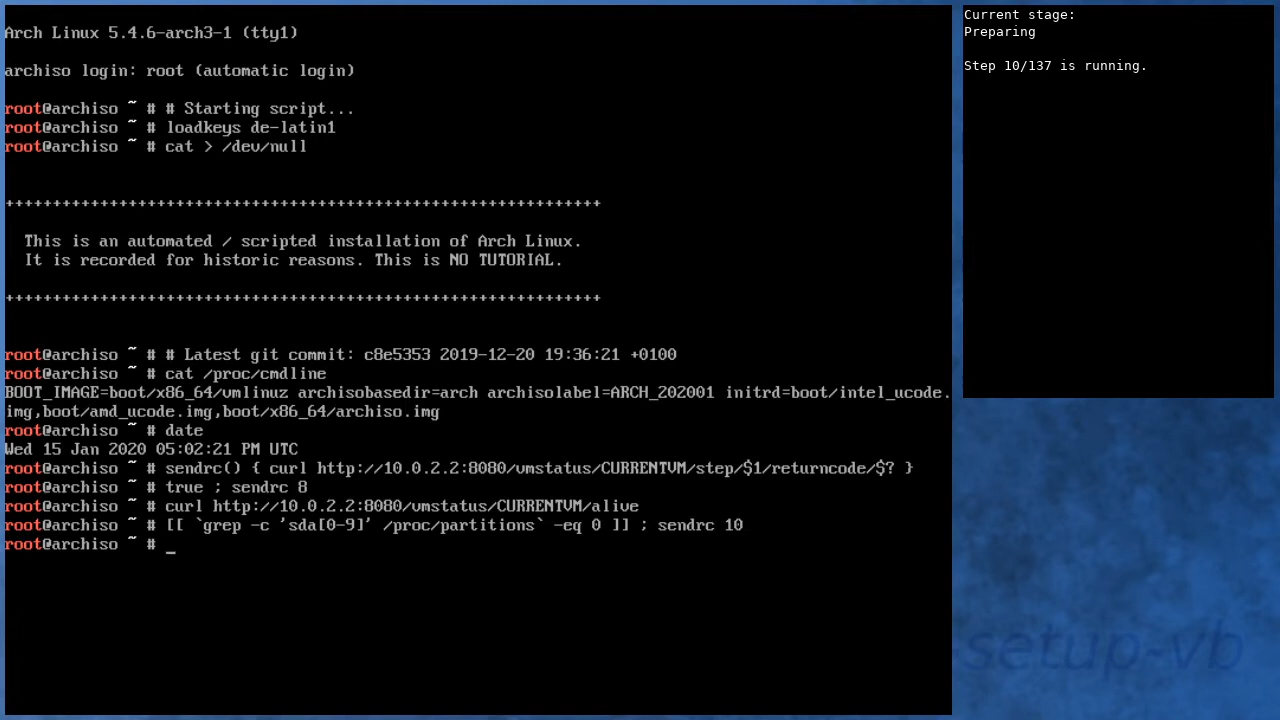 Arch Linux 5.4.6-arch3-1 (tty1)
archiso login: root (automatic login)
root@archiso ~ # # Starting script...
root@archiso ~ # loadkeys de-latin1
root@archiso ~ # cat > /dev/null
+++++++++++++++++++++++++++++++++++++++++++++++++++++++++++++++
This is an automated / scripted installation of Arch Linux.
It is recorded for historic reasons. This is NO TUTORIAL.
+++++++++++++++++++++++++++++++++++++++++++++++++++++++++++++++
root@archiso ~ # # Latest git commit: c8e5353 2019-12-20 19:36:21 +0100
root@archiso ~ # cat /proc/cmdline
BOOT_IMAGE=boot/x86_64/vmlinuz archisobasedir=arch archisolabel=ARCH_202001 initrd=boot/intel_ucode.
img,boot/amd_ucode.img,boot/x86_64/archiso.img
root@archiso ~ # date
Wed 15 Jan 2020 05:02:21 PM UTC
root@archiso ~ # sendrc() { curl http://10.0.2.2:8080/vmstatus/CURRENTVM/step/$1/returncode/$? }
root@archiso ~ # true ; sendrc 8
root@archiso ~ # curl http://10.0.2.2:8080/vmstatus/CURRENTVM/alive
root@archiso ~ # [[ `grep -c 'sda[0-9]' /proc/partitions` -eq 0 ]] ; sendrc 10
root@archiso ~ # _
Current stage:
Preparing
Step 10/137 is running.
setup-vb